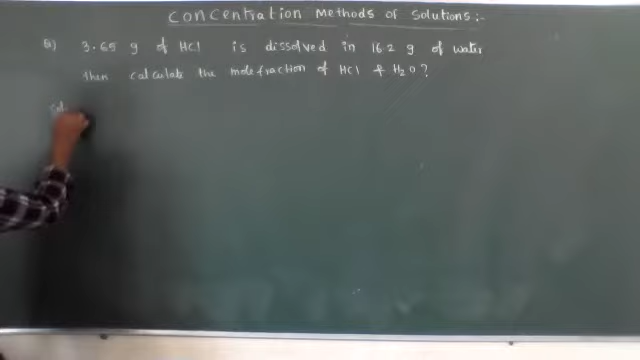 Concentration Methods of Solutions:-
Q) 3.65 g of HCl is dissolved in 16.2 g of water
then calculate the molefraction of HCl & H2O?
Sol